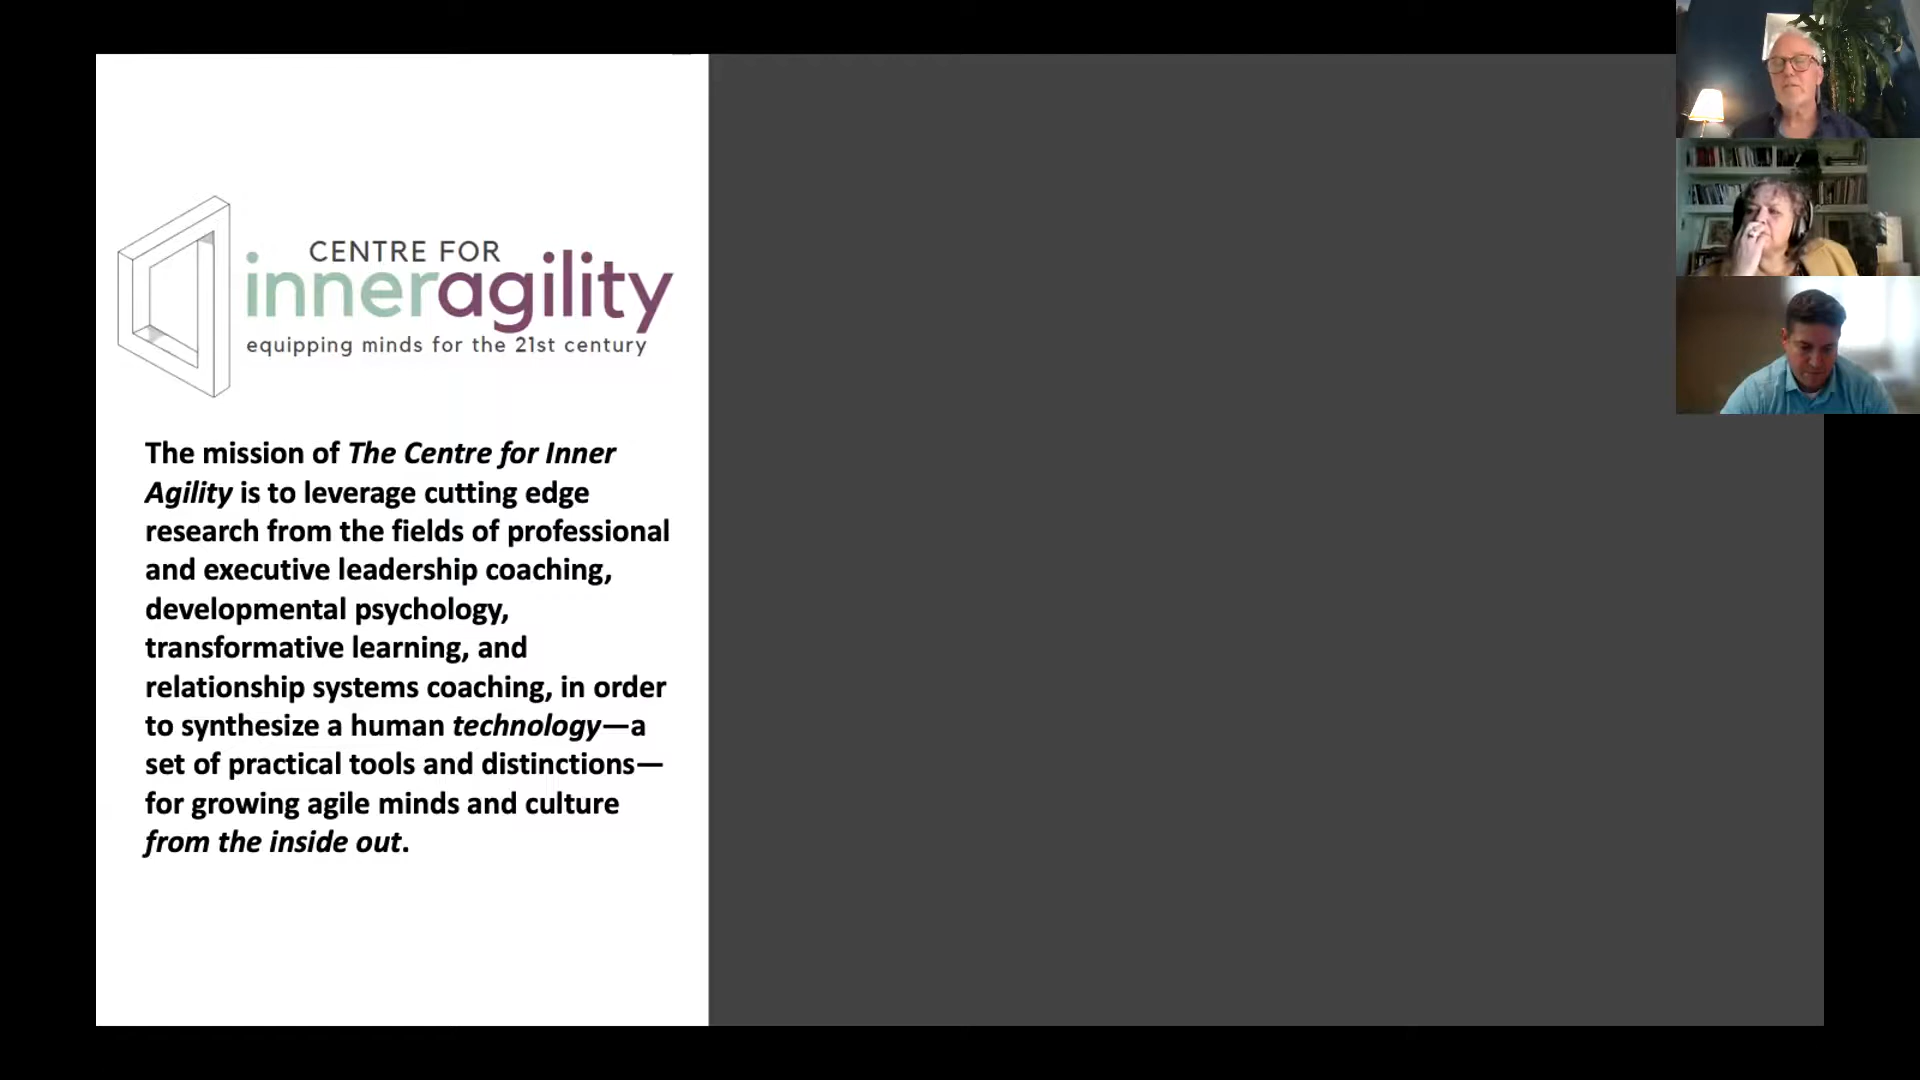 CENTRE FOR
inneragility
equipping minds for the 21st century
The mission of The Centre for Inner
Agility is to leverage cutting edge
research from the fields of professional
and executive leadership coaching,
developmental psychology,
transformative learning, and
relationship systems coaching, in order
to synthesize a human technology—a
set of practical tools and distinctions—
for growing agile minds and culture
from the inside out.